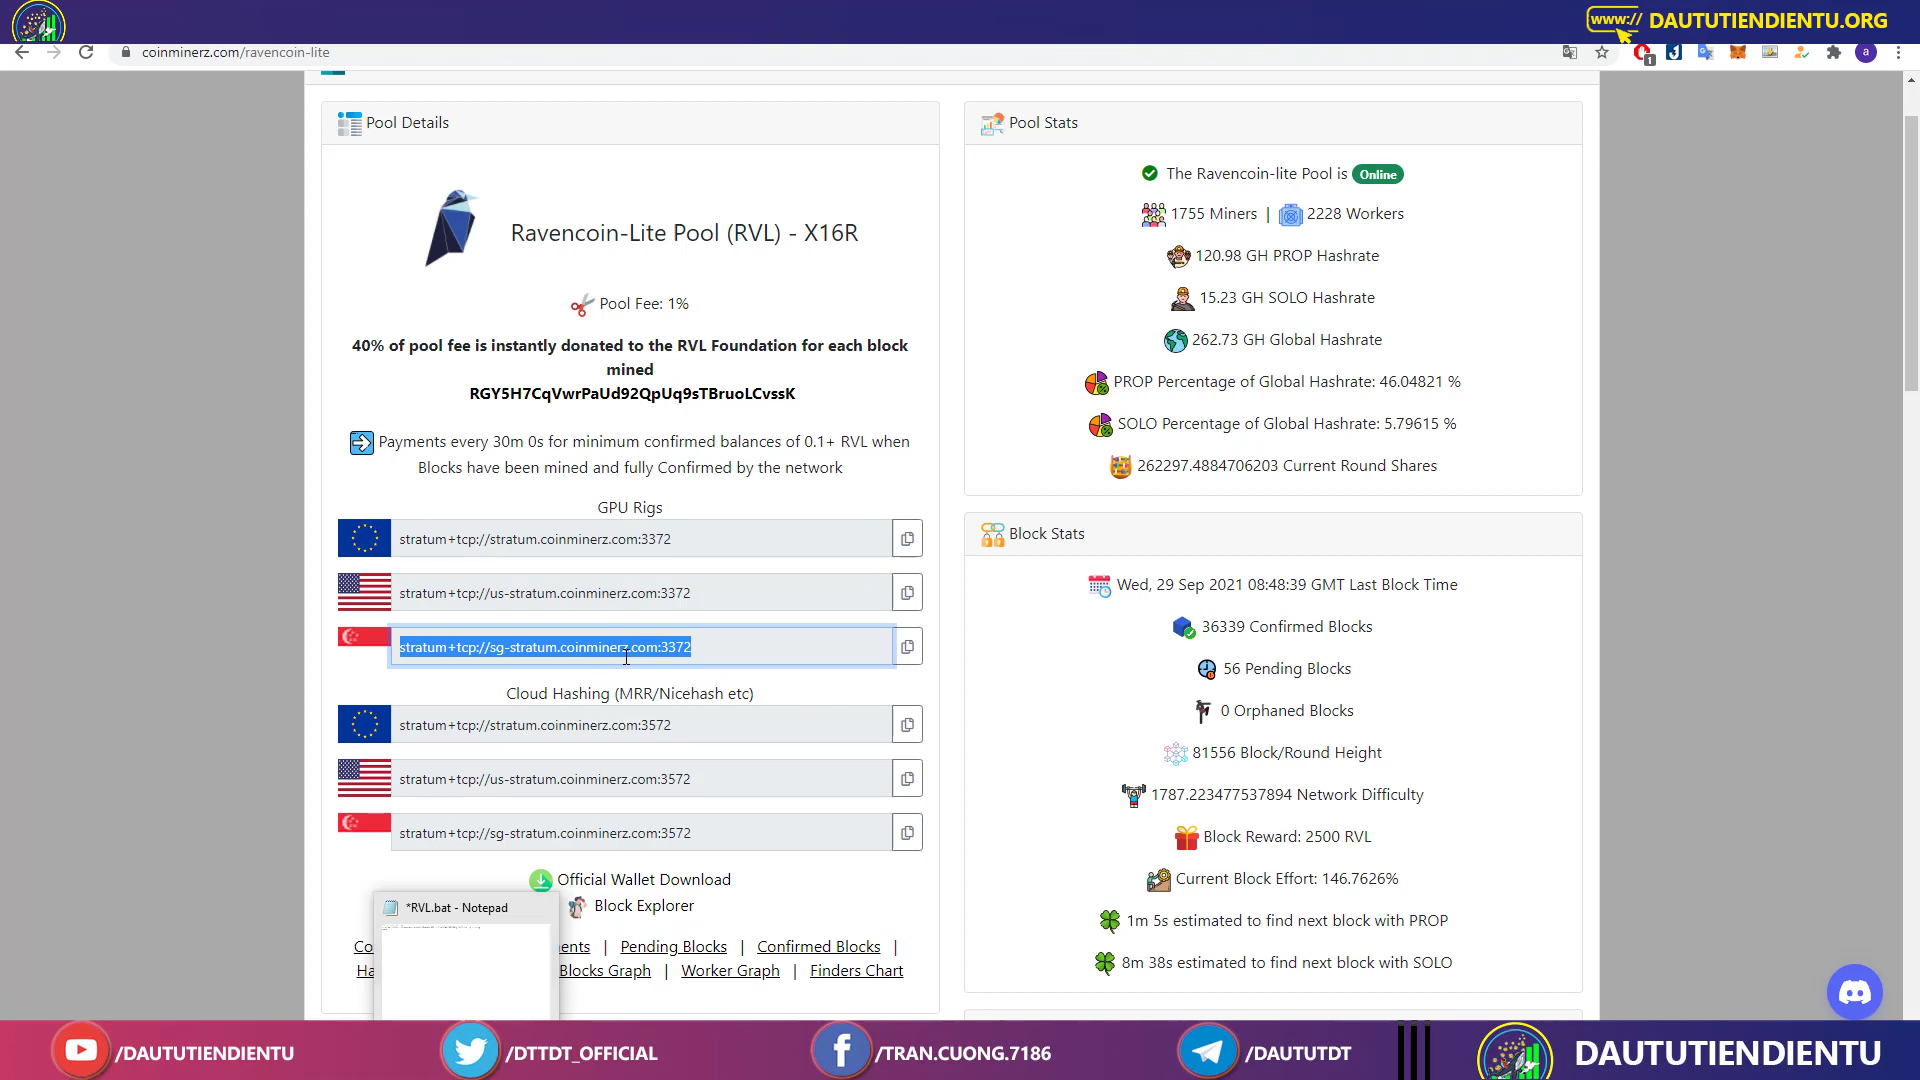 www:// DAUTUTIENDIENTU.ORG
coinminerz.com/ravencoin-lite
1
a
Pool Details
Ravencoin-Lite Pool (RVL) - X16R
Pool Fee: 1%
40% of pool fee is instantly donated to the RVL Foundation for each block
mined
RGY5H7CqVwrPaUd92QpUq9sTBruoLCvssK
Payments every 30m 0s for minimum confirmed balances of 0.1+ RVL when
Blocks have been mined and fully Confirmed by the network
GPU Rigs
stratum+tcp://stratum.coinminerz.com:3372
stratum+tcp://us-stratum.coinminerz.com:3372
stratum+tcp://sg-stratum.coinminerz.com:3372
Cloud Hashing (MRR/Nicehash etc)
stratum+tcp://stratum.coinminerz.com:3572
stratum+tcp://us-stratum.coinminerz.com:3572
stratum+tcp://sg-stratum.coinminerz.com:3572
Official Wallet Download
Block Explorer
*RVL.bat - Notepad
Co ents | Pending Blocks | Confirmed Blocks |
Ha Blocks Graph | Worker Graph | Finders Chart
Pool Stats
The Ravencoin-lite Pool is Online
1755 Miners | 2228 Workers
120.98 GH PROP Hashrate
15.23 GH SOLO Hashrate
262.73 GH Global Hashrate
PROP Percentage of Global Hashrate: 46.04821 %
SOLO Percentage of Global Hashrate: 5.79615 %
262297.4884706203 Current Round Shares
Block Stats
Wed, 29 Sep 2021 08:48:39 GMT Last Block Time
36339 Confirmed Blocks
56 Pending Blocks
0 Orphaned Blocks
81556 Block/Round Height
1787.223477537894 Network Difficulty
Block Reward: 2500 RVL
Current Block Effort: 146.7626%
1m 5s estimated to find next block with PROP
8m 38s estimated to find next block with SOLO
/DAUTUTIENDIENTU
/DTTDT_OFFICIAL
/TRAN.CUONG.7186
/DAUTUTDT
DAUTUTIENDIENTU